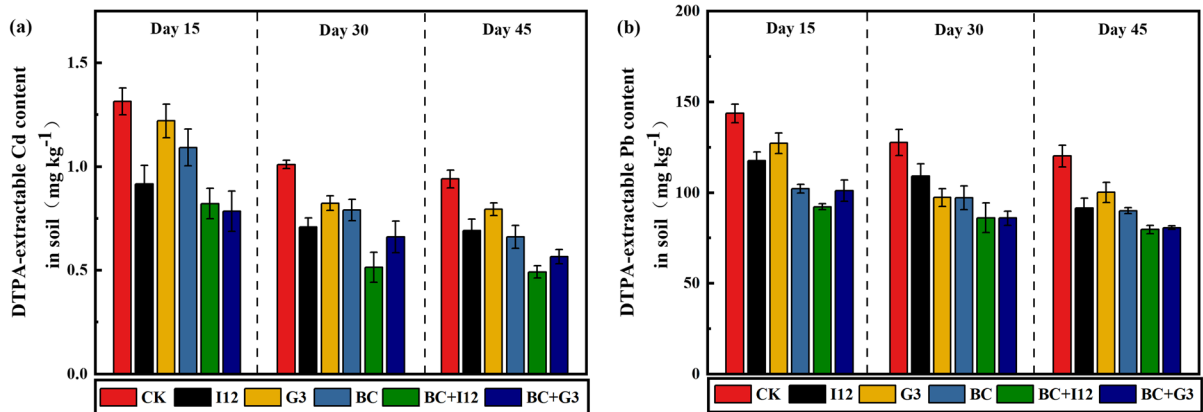 (a)
Day 15 Day 30 Day 45
DTPA-extractable Cd content
in soil（mg kg⁻¹）
1.5
1.0
0.5
0.0
CK I12 G3 BC BC+I12 BC+G3
(b)
Day 15 Day 30 Day 45
DTPA-extractable Pb content
in soil（mg kg⁻¹）
200
150
100
50
0
CK I12 G3 BC BC+I12 BC+G3